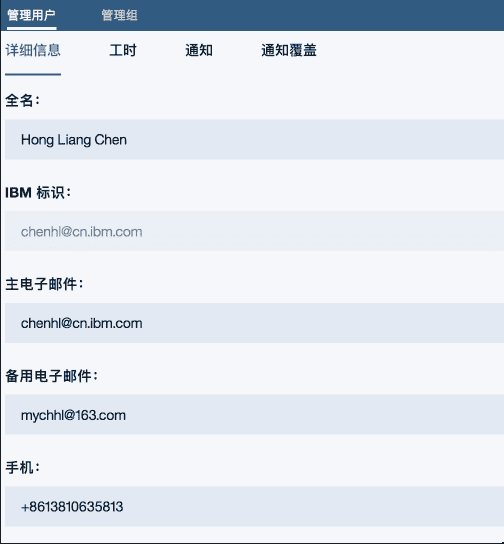 管理用户 管理组
详细信息 工时 通知 通知覆盖
全名：
Hong Liang Chen
IBM 标识：
chenhl@cn.ibm.com
主电子邮件：
chenhl@cn.ibm.com
备用电子邮件：
mychhl@163.com
手机：
+8613810635813